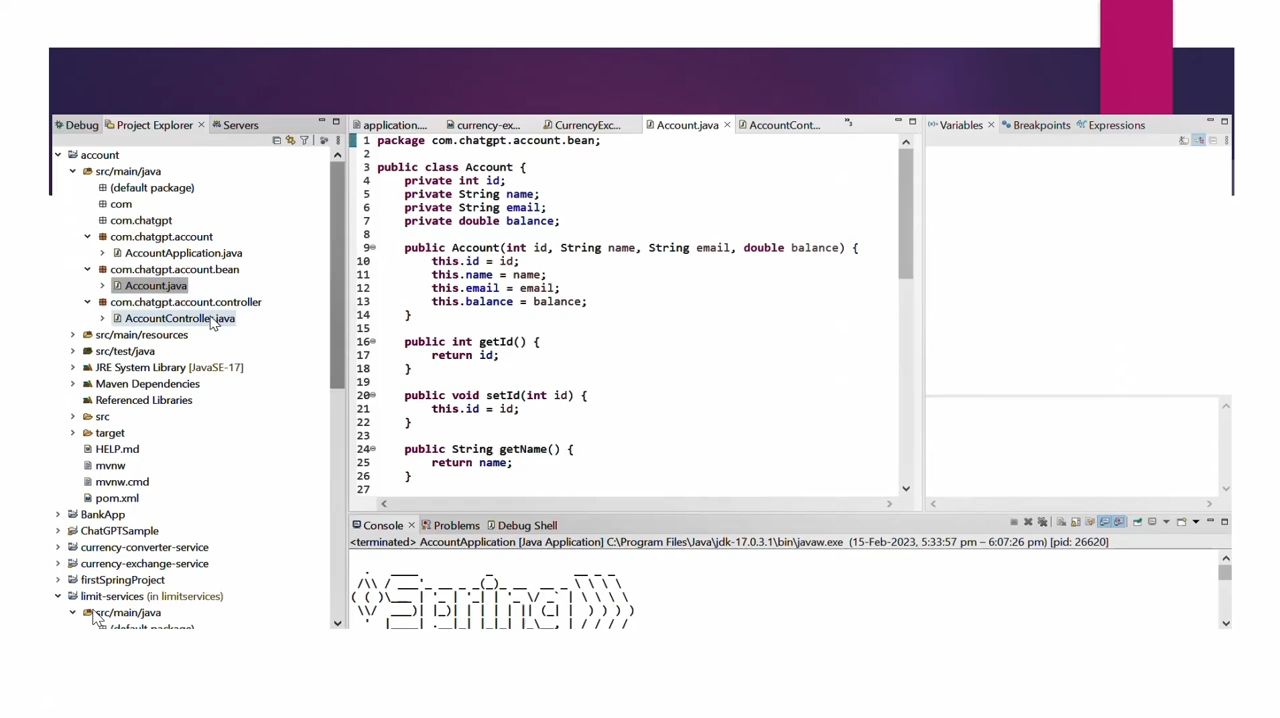 Debug
Project Explorer
Servers
account
src/main/java
(default package)
com
com.chatgpt
com.chatgpt.account
AccountApplication.java
com.chatgpt.account.bean
Account.java
com.chatgpt.account.controller
AccountController.java
src/main/resources
src/test/java
JRE System Library [JavaSE-17]
Maven Dependencies
Referenced Libraries
src
target
HELP.md
mvnw
mvnw.cmd
pom.xml
BankApp
ChatGPTSample
currency-converter-service
currency-exchange-service
firstSpringProject
limit-services (in limitservices)
src/main/java
(default package)
application....
currency-ex...
CurrencyExc...
Account.java
AccountCont...
1 package com.chatgpt.account.bean;
2
3 public class Account {
4 private int id;
5 private String name;
6 private String email;
7 private double balance;
8
9 public Account(int id, String name, String email, double balance) {
10 this.id = id;
11 this.name = name;
12 this.email = email;
13 this.balance = balance;
14 }
15
16 public int getId() {
17 return id;
18 }
19
20 public void setId(int id) {
21 this.id = id;
22 }
23
24 public String getName() {
25 return name;
26 }
27
Variables
Breakpoints
Expressions
Console
Problems
Debug Shell
<terminated> AccountApplication [Java Application] C:\Program Files\Java\jdk-17.0.3.1\bin\javaw.exe (15-Feb-2023, 5:33:57 pm – 6:07:26 pm) [pid: 26620]
Spring